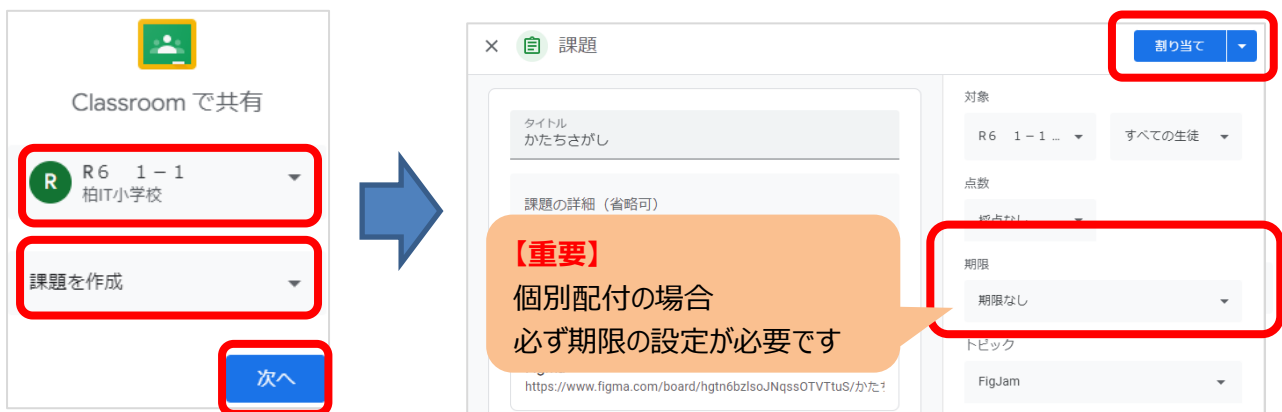 Classroom で共有
R
R6 1-1
柏IT小学校
課題を作成
次へ
× 課題
割り当て
タイトル
かたちさがし
課題の詳細（省略可）
【重要】
個別配付の場合
必ず期限の設定が必要です
https://www.figma.com/board/hgtn6bzlsoJNqssOTVTtuS/かたち
対象
R6 1-1 …
すべての生徒
点数
採点なし
期限
期限なし
トピック
FigJam